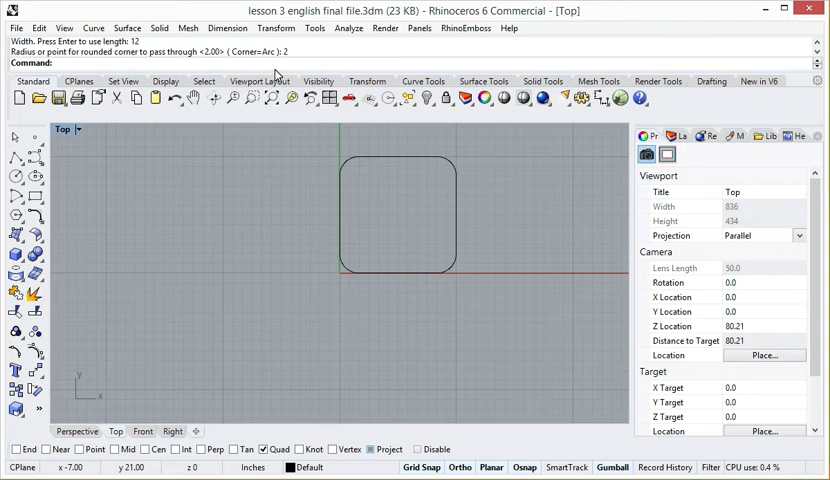 lesson 3 english final file.3dm (23 KB) - Rhinoceros 6 Commercial - [Top]
File Edit View Curve Surface Solid Mesh Dimension Transform Tools Analyze Render Panels RhinoEmboss Help
Width. Press Enter to use length: 12
Radius or point for rounded corner to pass through <2.00> ( Corner=Arc ): 2
Command:
Standard CPlanes Set View Display Select Viewport Layout Visibility Transform Curve Tools Surface Tools Solid Tools Mesh Tools Render Tools Drafting New in V6
Top
Pr La Re M Lib He
Viewport
Title Top
Width 836
Height 434
Projection Parallel
Camera
Lens Length 50.0
Rotation 0.0
X Location 0.0
Y Location 0.0
Z Location 80.21
Distance to Target 80.21
Location Place...
Target
X Target 0.0
Y Target 0.0
Z Target 0.0
Location Place...
y
x
Perspective Top Front Right
End Near Point Mid Cen Int Perp Tan Quad Knot Vertex Project Disable
CPlane x -7.00 y 21.00 z 0 Inches Default Grid Snap Ortho Planar Osnap SmartTrack Gumball Record History Filter CPU use: 0.4 %